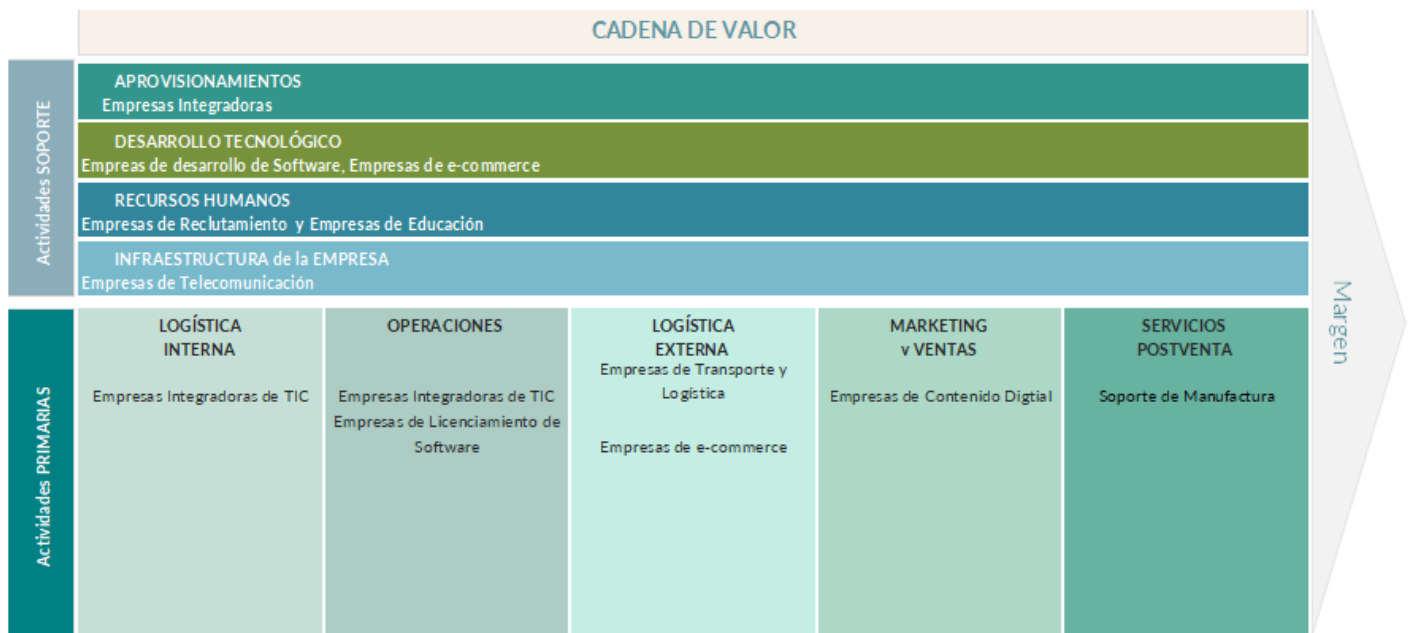 CADENA DE VALOR
Actividades SOPORTE
APROVISIONAMIENTOS
Empresas Integradoras
DESARROLLO TECNOLÓGICO
Empreas de desarrollo de Software, Empresas de e-commerce
RECURSOS HUMANOS
Empresas de Reclutamiento y Empresas de Educación
INFRAESTRUCTURA de la EMPRESA
Empresas de Telecomunicación
Actividades PRIMARIAS
LOGÍSTICA
INTERNA
Empresas Integradoras de TIC
OPERACIONES
Empresas Integradoras de TIC
Empresas de Licenciamiento de
Software
LOGÍSTICA
EXTERNA
Empresas de Transporte y
Logística
Empresas de e-commerce
MARKETING
v VENTAS
Empresas de Contenido Digtial
SERVICIOS
POSTVENTA
Soporte de Manufactura
Margen